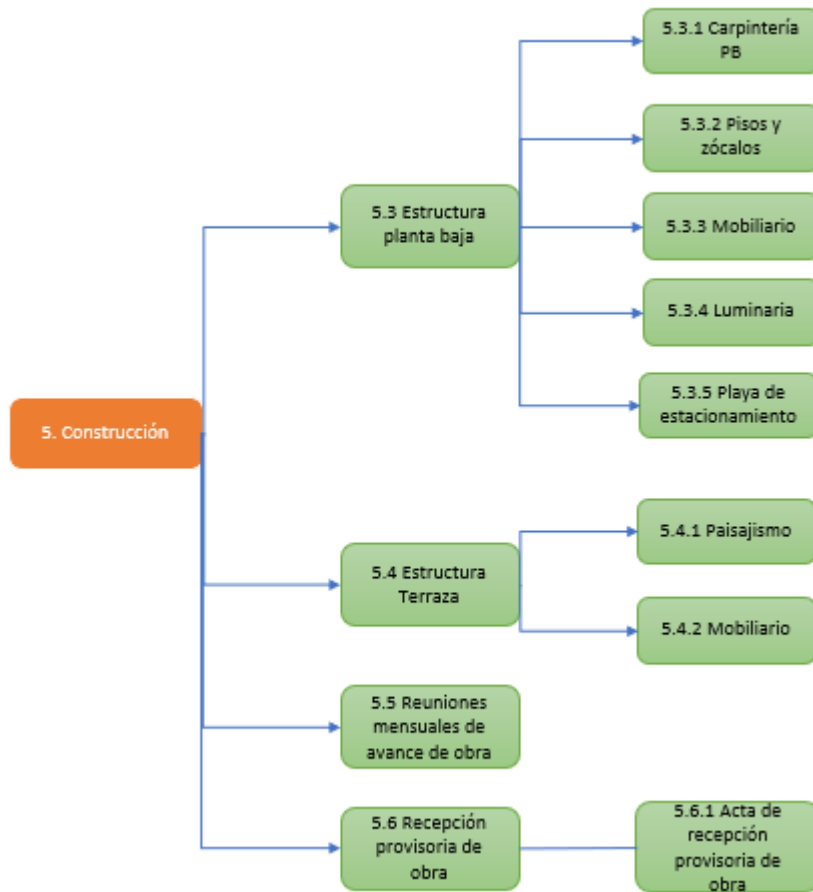 5.3.1 Carpintería
PB
5.3.2 Pisos y
zócalos
5.3 Estructura
planta baja
5.3.3 Mobiliario
5.3.4 Luminaria
5.3.5 Playa de
estacionamiento
5. Construcción
5.4.1 Paisajismo
5.4 Estructura
Terraza
5.4.2 Mobiliario
5.5 Reuniones
mensuales de
avance de obra
5.6 Recepción
provisoria de
obra
5.6.1 Acta de
recepción
provisoria de
obra